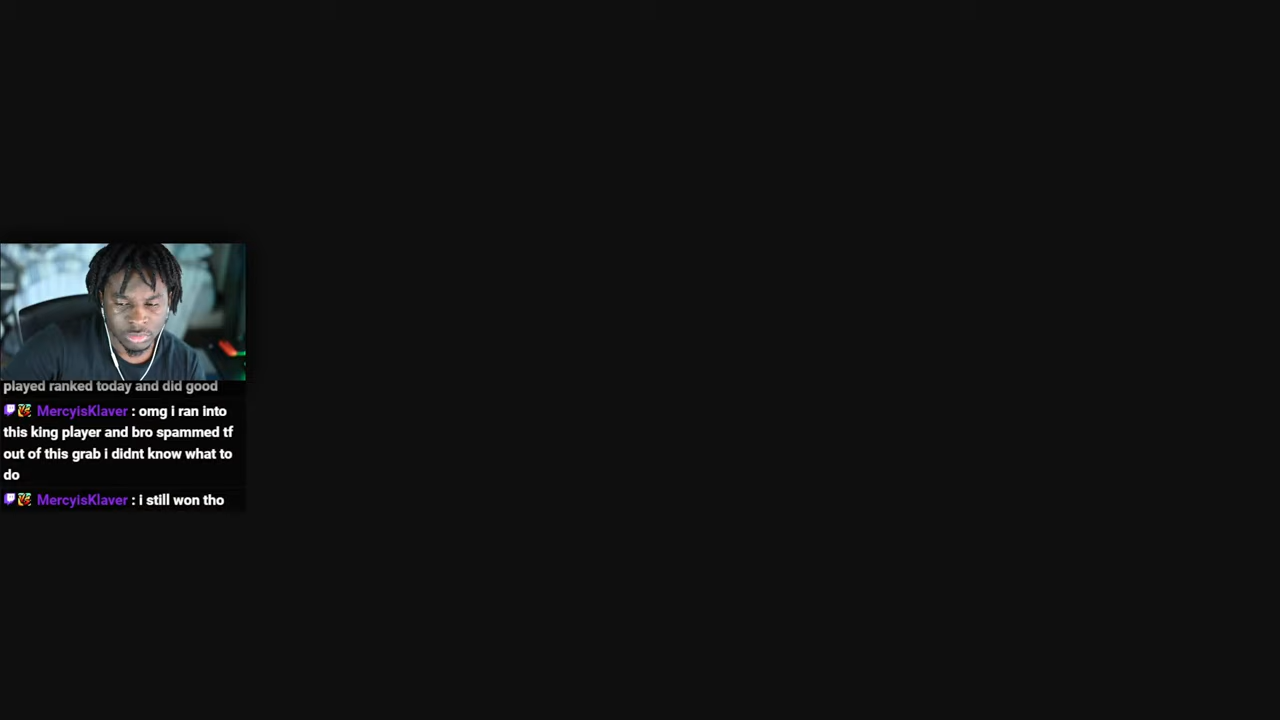 played ranked today and did good
MercyisKlaver : omg i ran into
this king player and bro spammed tf
out of this grab i didnt know what to
do
MercyisKlaver : i still won tho